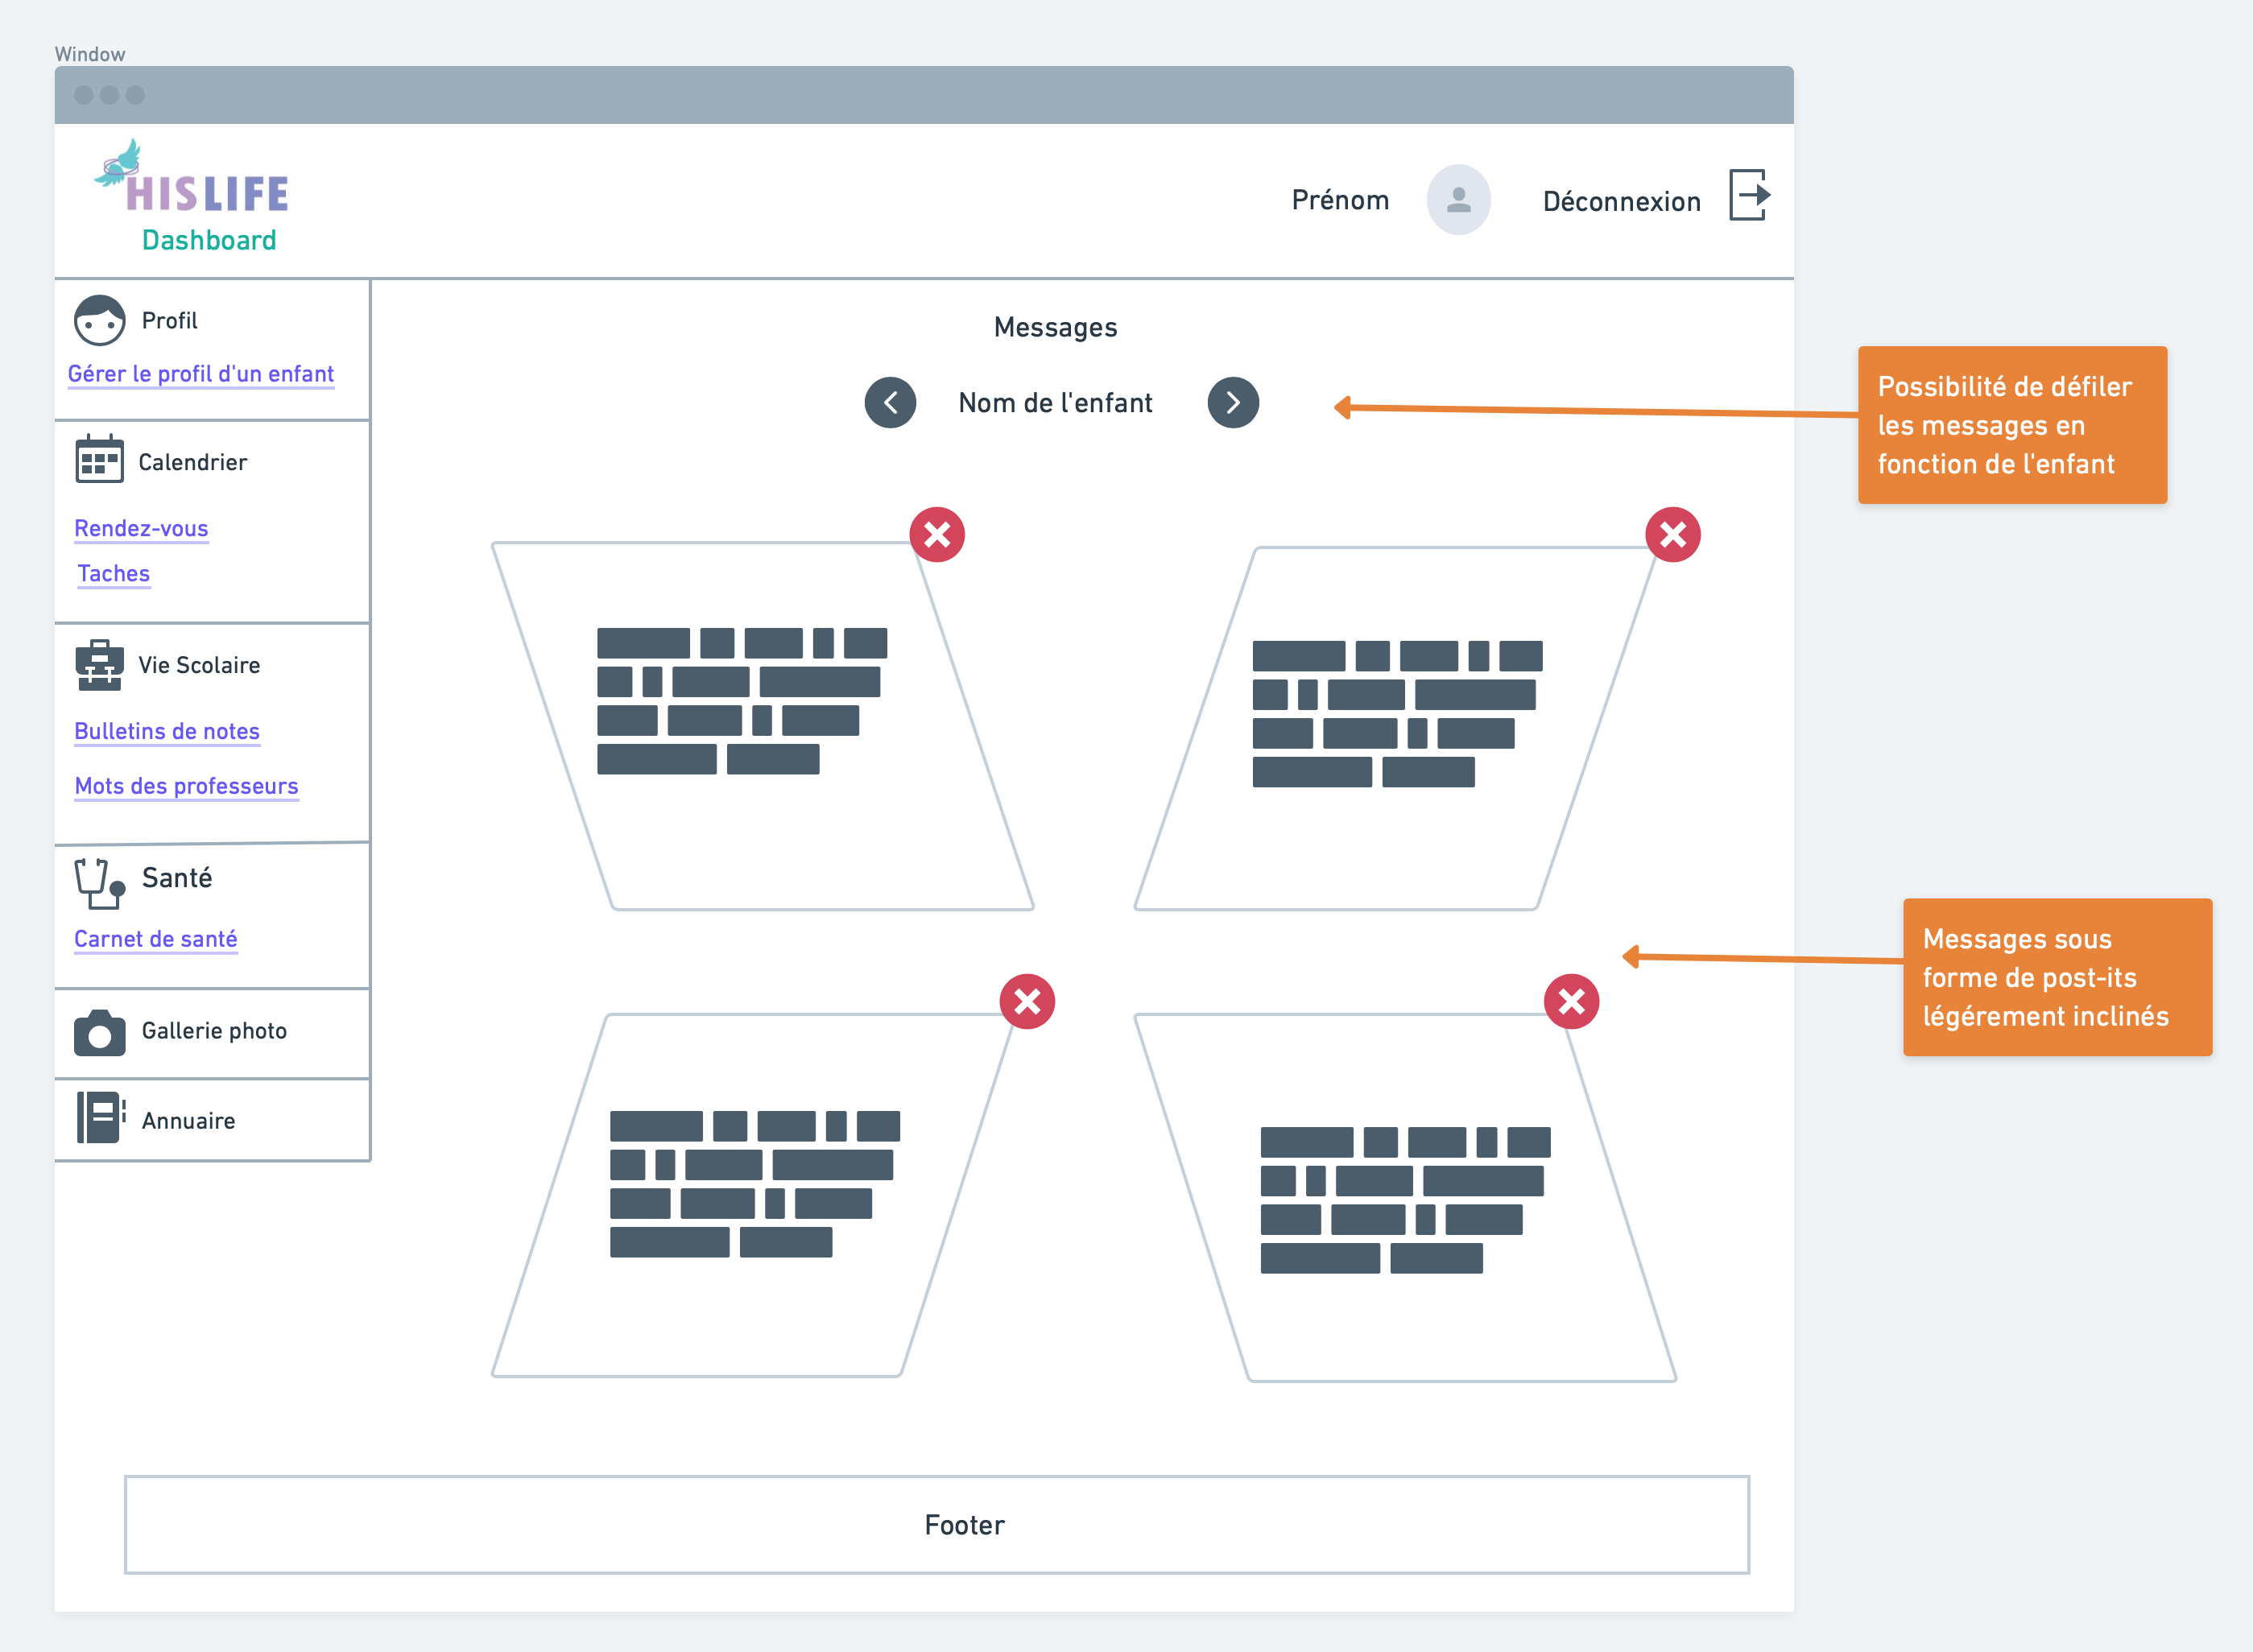 Window
HISLIFE
Dashboard
Prénom
Déconnexion
Profil
Gérer le profil d'un enfant
Calendrier
Rendez-vous
Taches
Vie Scolaire
Bulletins de notes
Mots des professeurs
Santé
Carnet de santé
Gallerie photo
Annuaire
Messages
Nom de l'enfant
Possibilité de défiler
les messages en
fonction de l'enfant
Messages sous
forme de post-its
légérement inclinés
Footer